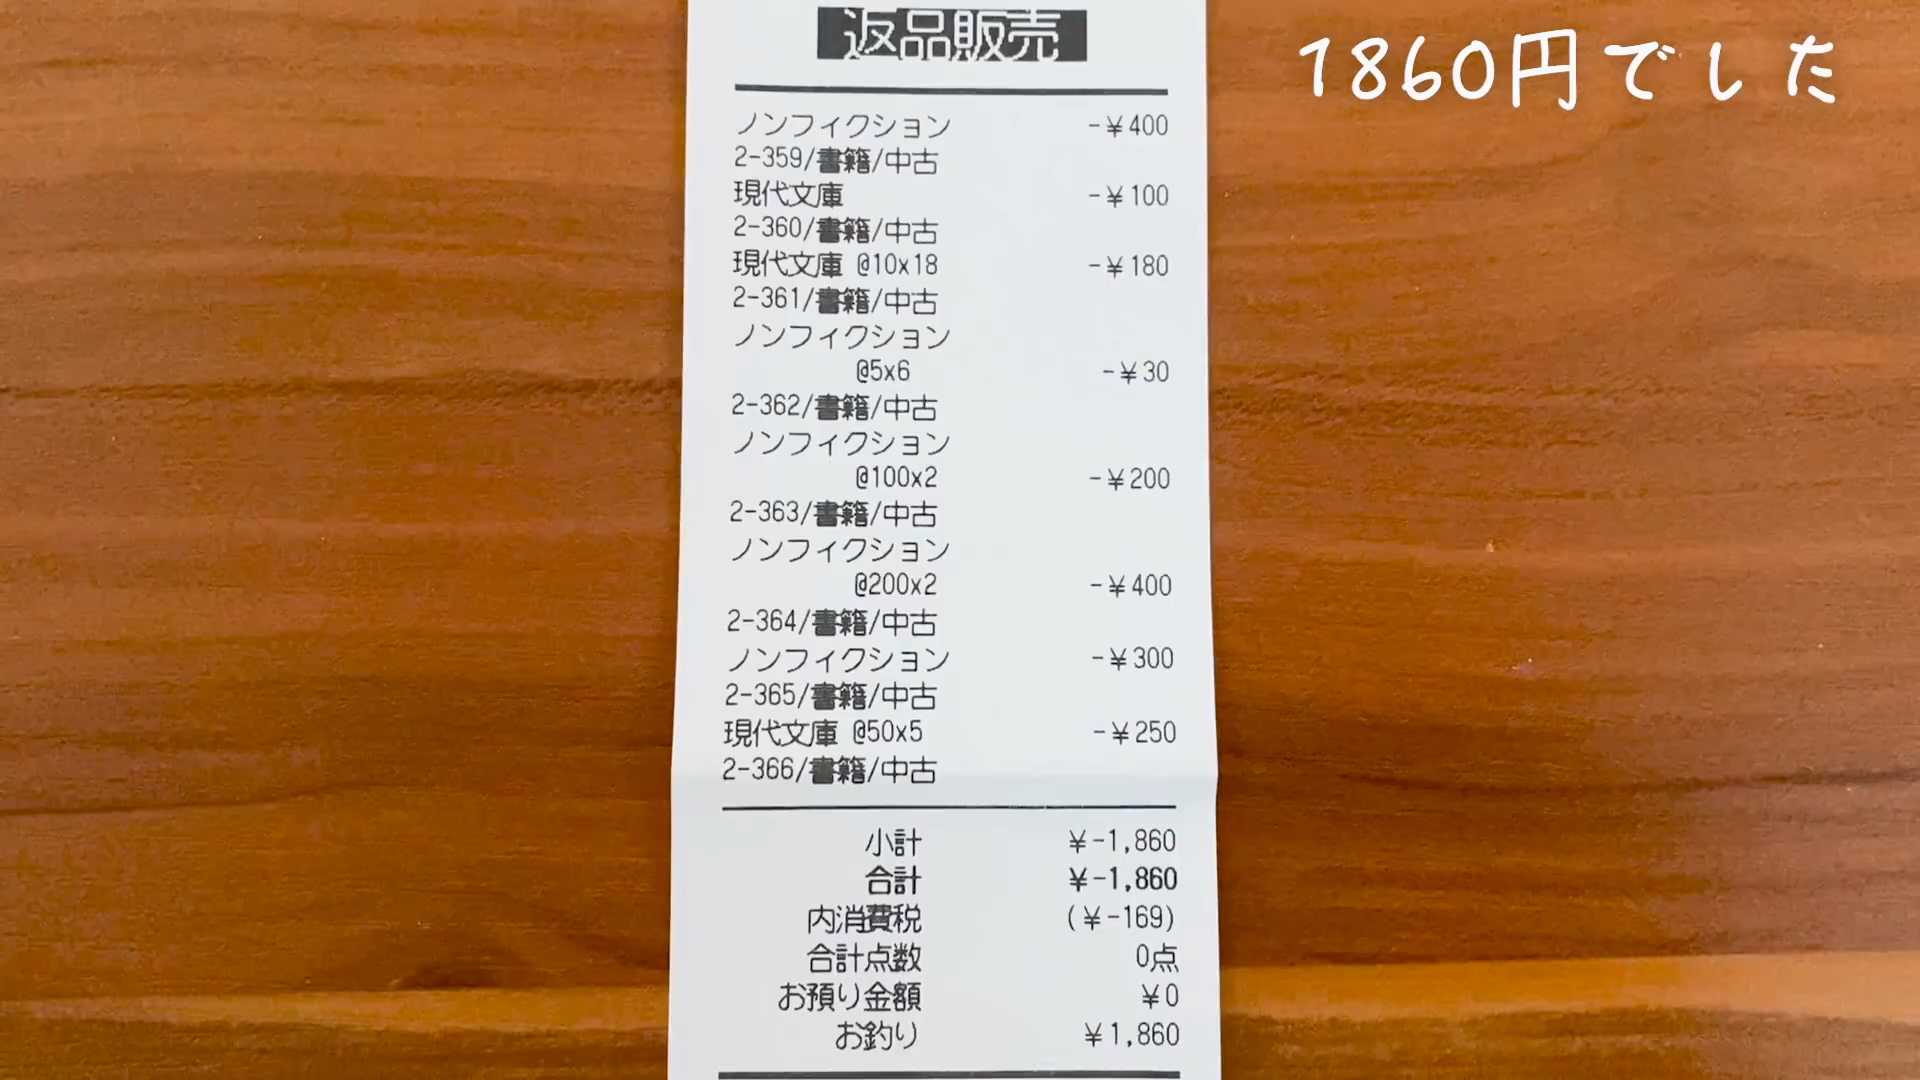 返品販売
1860円でした
ノンフィクション -¥400
2-359/書籍/中古
現代文庫 -¥100
2-360/書籍/中古
現代文庫 @10x18 -¥180
2-361/書籍/中古
ノンフィクション
@5x6 -¥30
2-362/書籍/中古
ノンフィクション
@100x2 -¥200
2-363/書籍/中古
ノンフィクション
@200x2 -¥400
2-364/書籍/中古
ノンフィクション -¥300
2-365/書籍/中古
現代文庫 @50x5 -¥250
2-366/書籍/中古
小計 ¥-1,860
合計 ¥-1,860
内消費税 (¥-169)
合計点数 0点
お預り金額 ¥0
お釣り ¥1,860